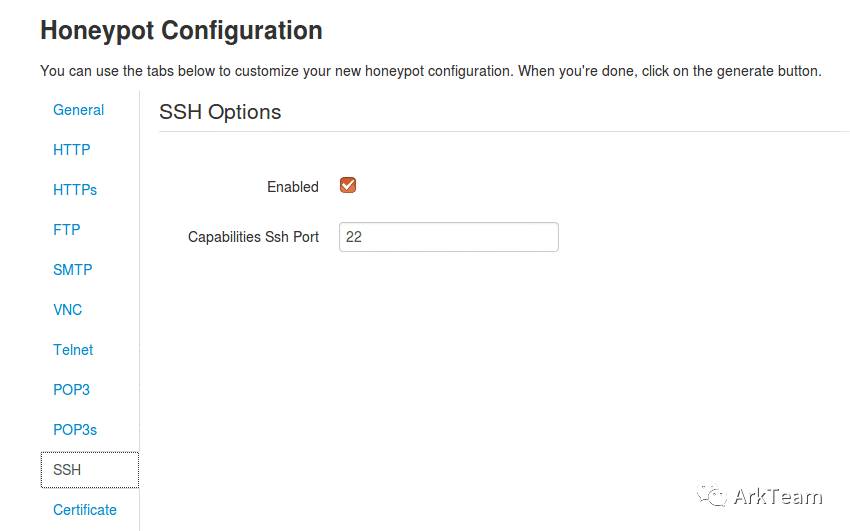 Honeypot Configuration
You can use the tabs below to customize your new honeypot configuration. When you're done, click on the generate button.
General
HTTP
HTTPs
FTP
SMTP
VNC
Telnet
POP3
POP3s
SSH
Certificate
SSH Options
Enabled
Capabilities Ssh Port 22
ArkTeam